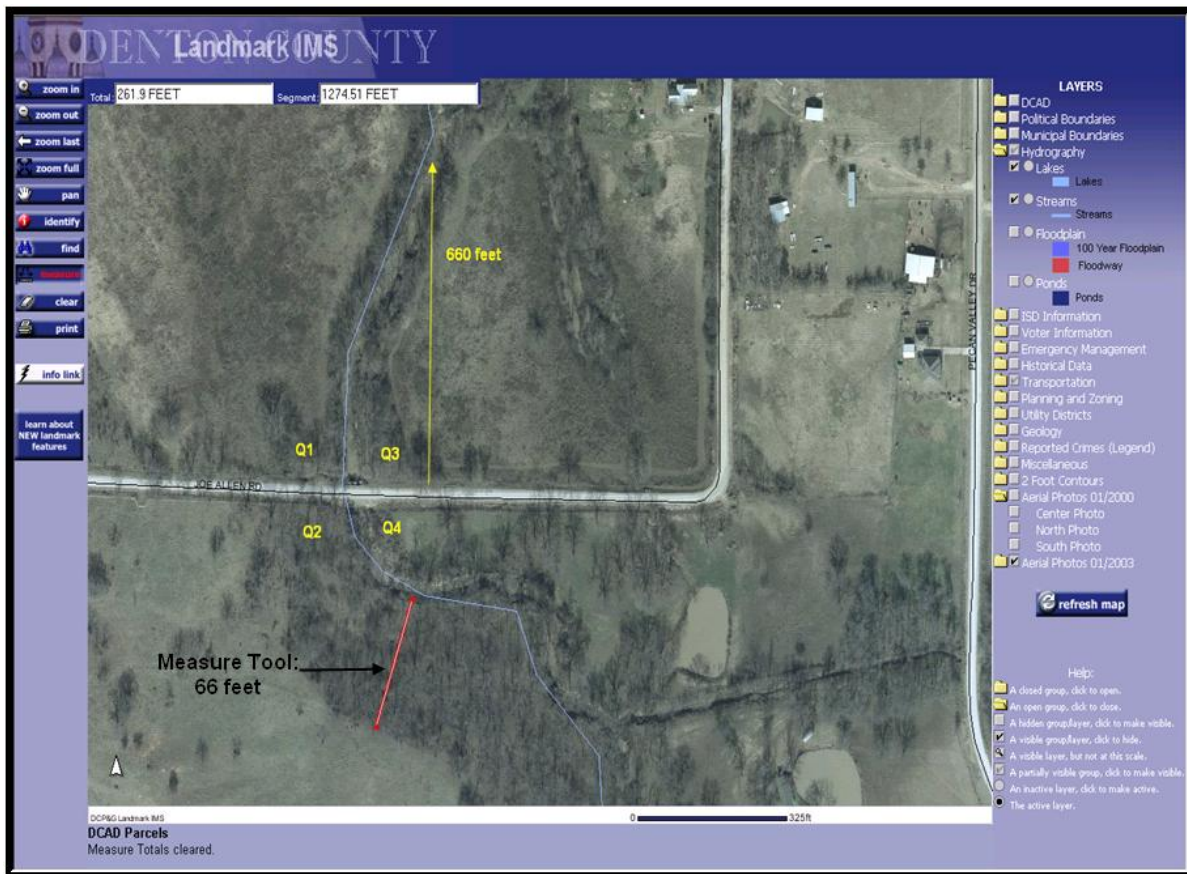 DENTON COUNTY
Landmark IMS
zoom in
zoom out
zoom last
zoom full
pan
identify
find
measure
clear
print
info link
learn about
NEW landmark
features
Total: 261.9 FEET
Segment: 1274.51 FEET
660 feet
Q1
Q3
JOE ALLEN RD
Q2
Q4
PECAN VALLEY DR
Measure Tool:
66 feet
DCP&G Landmark IMS
0
325ft
DCAD Parcels
Measure Totals cleared.
LAYERS
DCAD
Political Boundaries
Municipal Boundaries
Hydrography
Lakes
Lakes
Streams
Streams
Floodplain
100 Year Floodplain
Floodway
Ponds
Ponds
ISD Information
Voter Information
Emergency Management
Historical Data
Transportation
Planning and Zoning
Utility Districts
Geology
Reported Crimes (Legend)
Miscellaneous
2 Foot Contours
Aerial Photos 01/2000
Center Photo
North Photo
South Photo
Aerial Photos 01/2003
refresh map
Help:
A closed group, click to open.
An open group, click to close.
A hidden group/layer, click to make visible.
A visible group/layer, click to hide.
A visible layer, but not at this scale.
A partially visible group, click to make visible.
An inactive layer, click to make active.
The active layer.